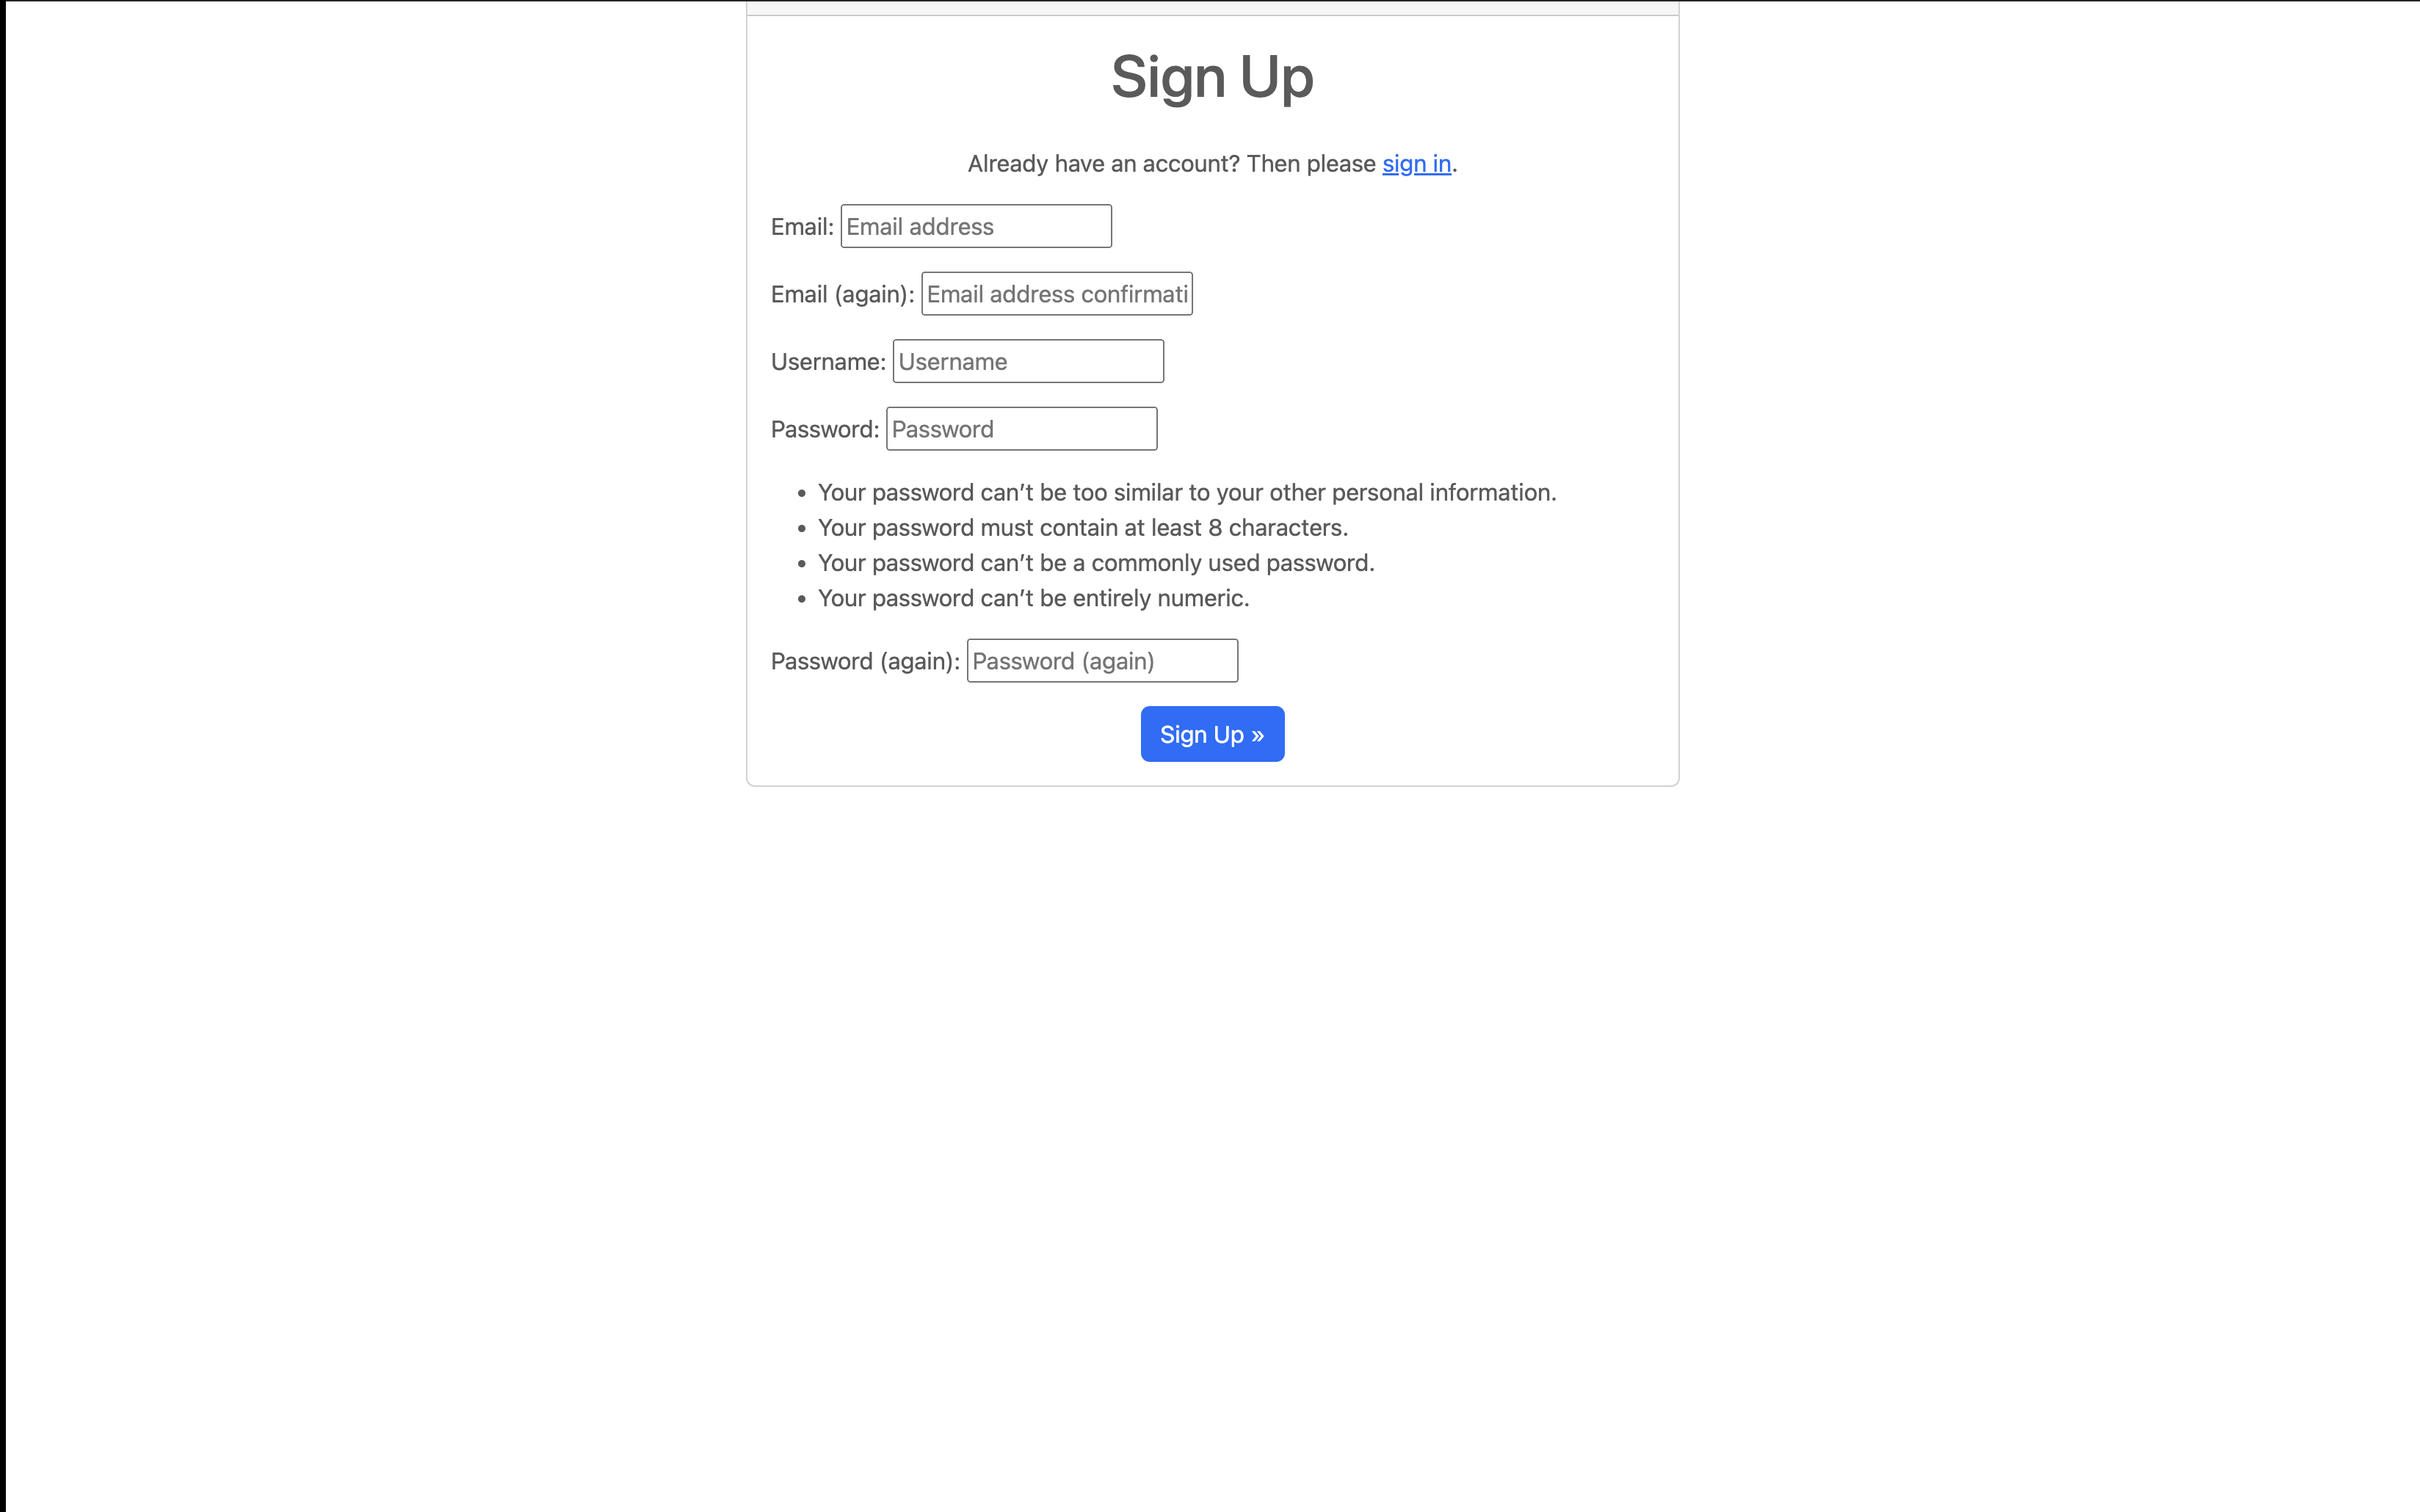 Sign Up
Already have an account? Then please sign in.
Email: Email address
Email (again): Email address confirmati
Username: Username
Password: Password
• Your password can’t be too similar to your other personal information.
• Your password must contain at least 8 characters.
• Your password can’t be a commonly used password.
• Your password can’t be entirely numeric.
Password (again): Password (again)
Sign Up »